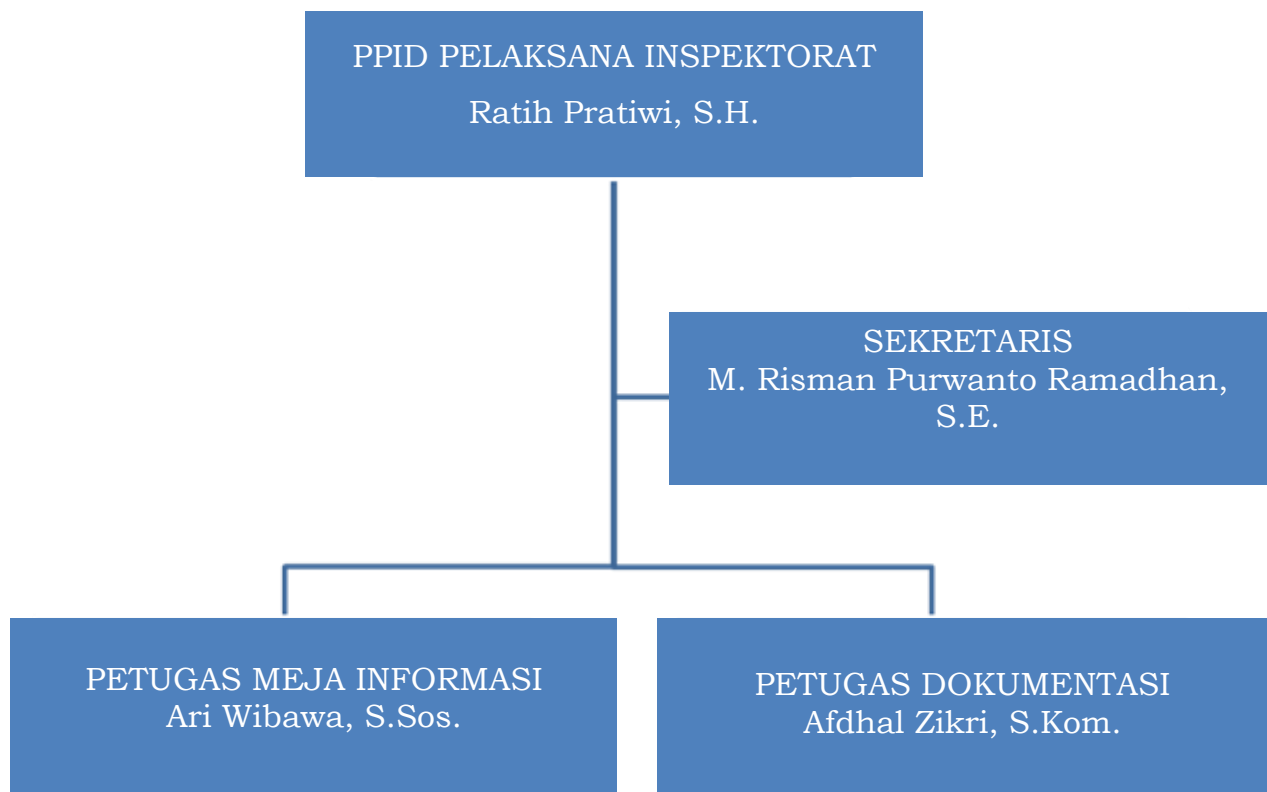 PPID PELAKSANA INSPEKTORAT
Ratih Pratiwi, S.H.
SEKRETARIS
M. Risman Purwanto Ramadhan,
S.E.
PETUGAS MEJA INFORMASI
Ari Wibawa, S.Sos.
PETUGAS DOKUMENTASI
Afdhal Zikri, S.Kom.